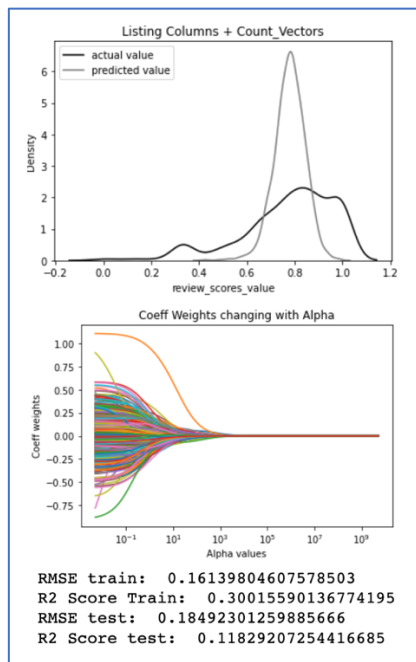 Listing Columns + Count_Vectors
actual value
predicted value
Density
6
5
4
3
2
1
0
−0.2 0.0 0.2 0.4 0.6 0.8 1.0 1.2
review_scores_value
Coeff Weights changing with Alpha
Coeff weights
1.00
0.75
0.50
0.25
0.00
−0.25
−0.50
−0.75
10⁻¹ 10¹ 10³ 10⁵ 10⁷ 10⁹
Alpha values
RMSE train: 0.16139804607578503
R2 Score Train: 0.30015590136774195
RMSE test: 0.18492301259885666
R2 Score test: 0.11829207254416685